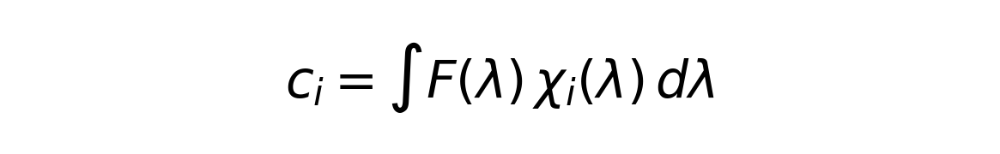 cᵢ = ∫ F(λ) χᵢ(λ) dλ